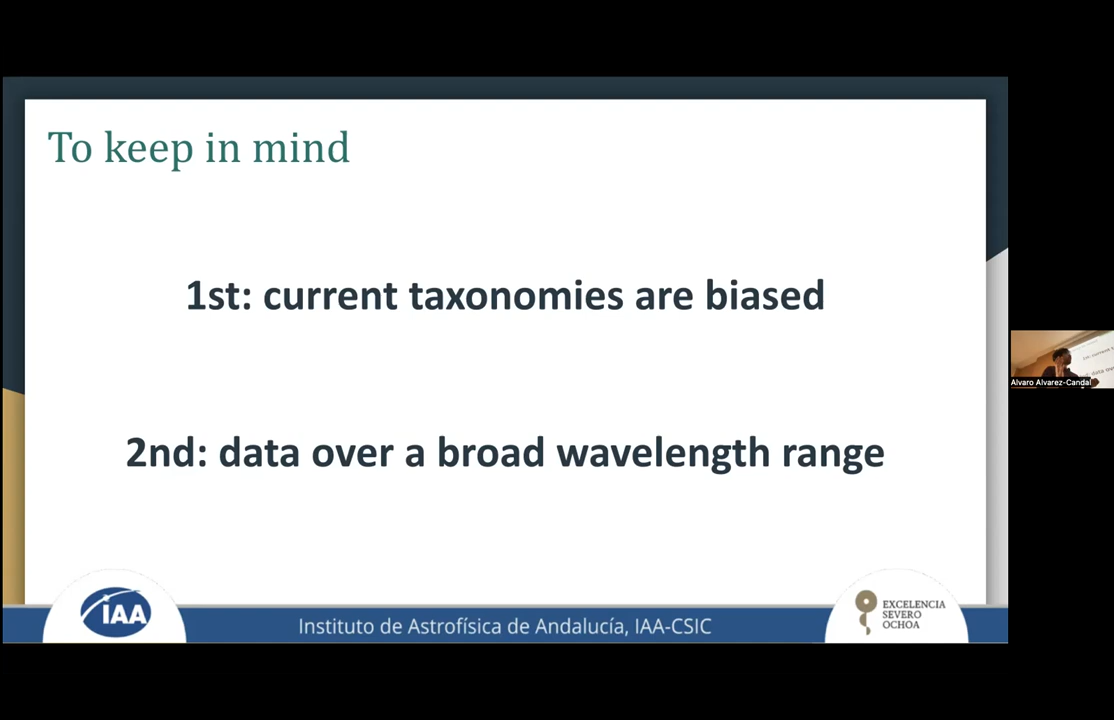 To keep in mind
1st: current taxonomies are biased
2nd: data over a broad wavelength range
Alvaro Alvarez-Candal
IAA
Instituto de Astrofísica de Andalucía, IAA-CSIC
EXCELENCIA
SEVERO
OCHOA